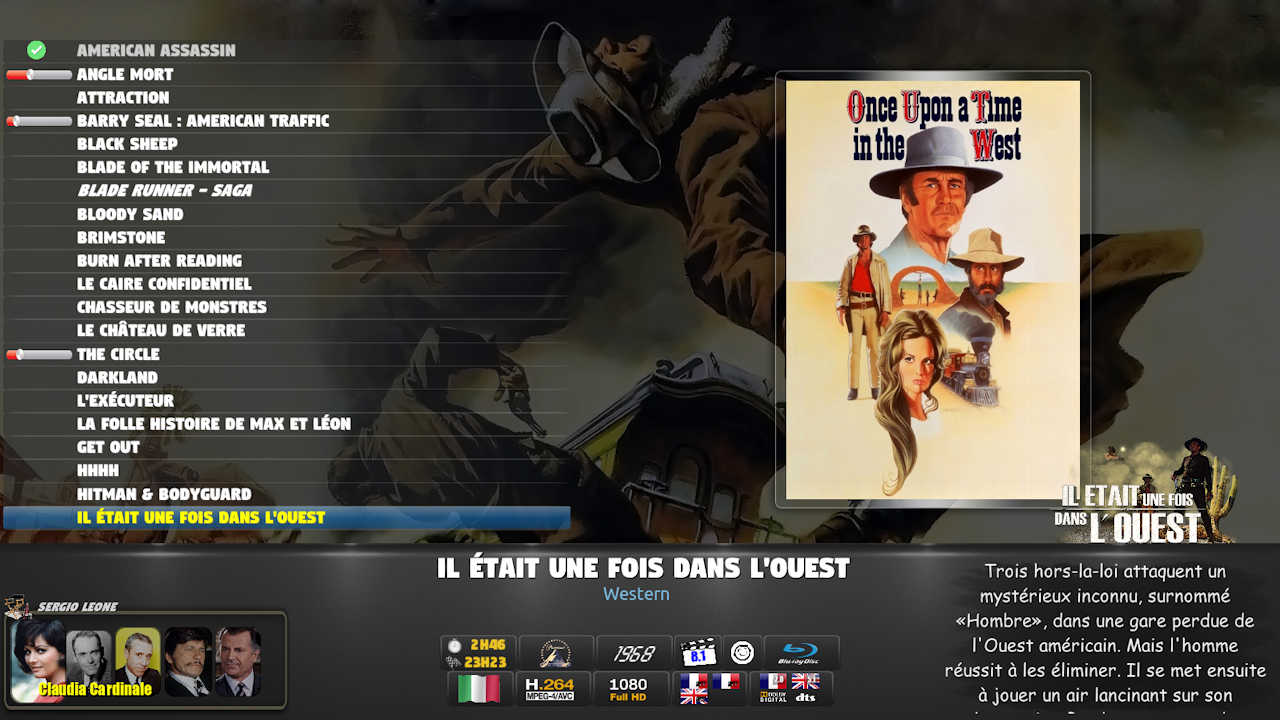 AMERICAN ASSASSIN
ANGLE MORT
ATTRACTION
BARRY SEAL : AMERICAN TRAFFIC
BLACK SHEEP
BLADE OF THE IMMORTAL
BLADE RUNNER - SAGA
BLOODY SAND
BRIMSTONE
BURN AFTER READING
LE CAIRE CONFIDENTIEL
CHASSEUR DE MONSTRES
LE CHÂTEAU DE VERRE
THE CIRCLE
DARKLAND
L'EXÉCUTEUR
LA FOLLE HISTOIRE DE MAX ET LÉON
GET OUT
HHHH
HITMAN & BODYGUARD
IL ÉTAIT UNE FOIS DANS L'OUEST
Once Upon a Time
in the West
IL ETAIT UNE FOIS
DANS L'OUEST
IL ÉTAIT UNE FOIS DANS L'OUEST
Western
SERGIO LEONE
Claudia Cardinale
2H46
23H23
1968
8.1
Blu-ray Disc
H.264
MPEG-4/AVC
1080
Full HD
DOLBY
DIGITAL
dts
Trois hors-la-loi attaquent un
mystérieux inconnu, surnommé
«Hombre», dans une gare perdue de
l'Ouest américain. Mais l'homme
réussit à les éliminer. Il se met ensuite
à jouer un air lancinant sur son